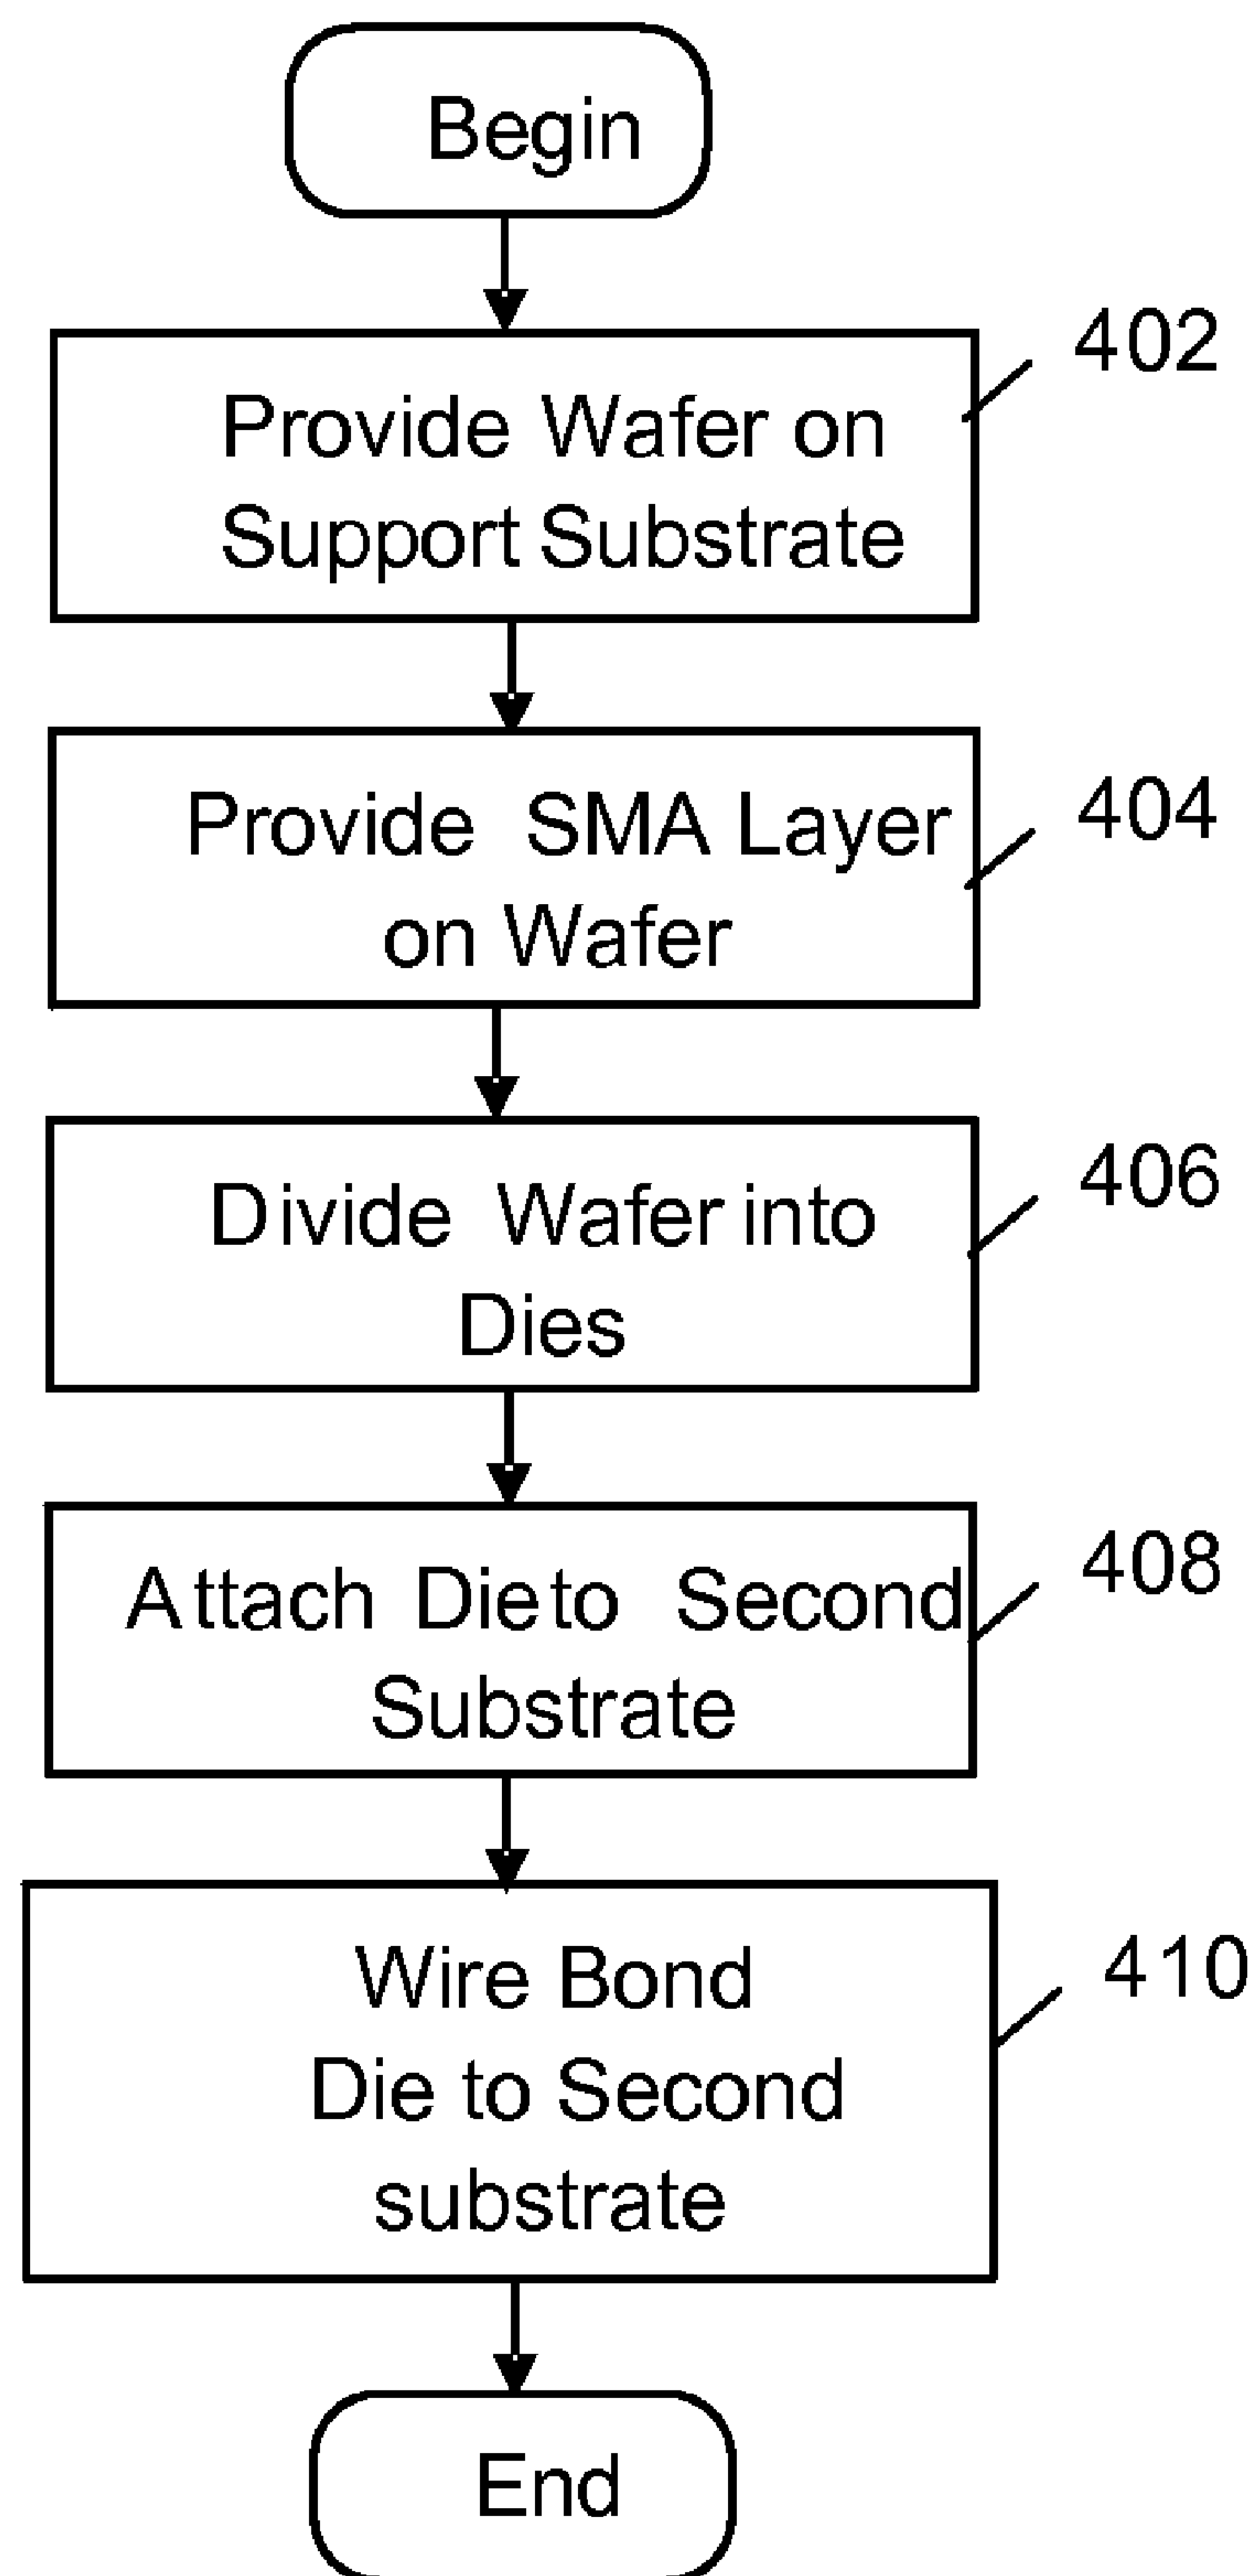 Begin
402
Provide Wafer on
Support Substrate
404
Provide SMA Layer
on Wafer
406
Divide Wafer into
Dies
408
Attach Die to Second
Substrate
410
Wire Bond
Die to Second
substrate
End